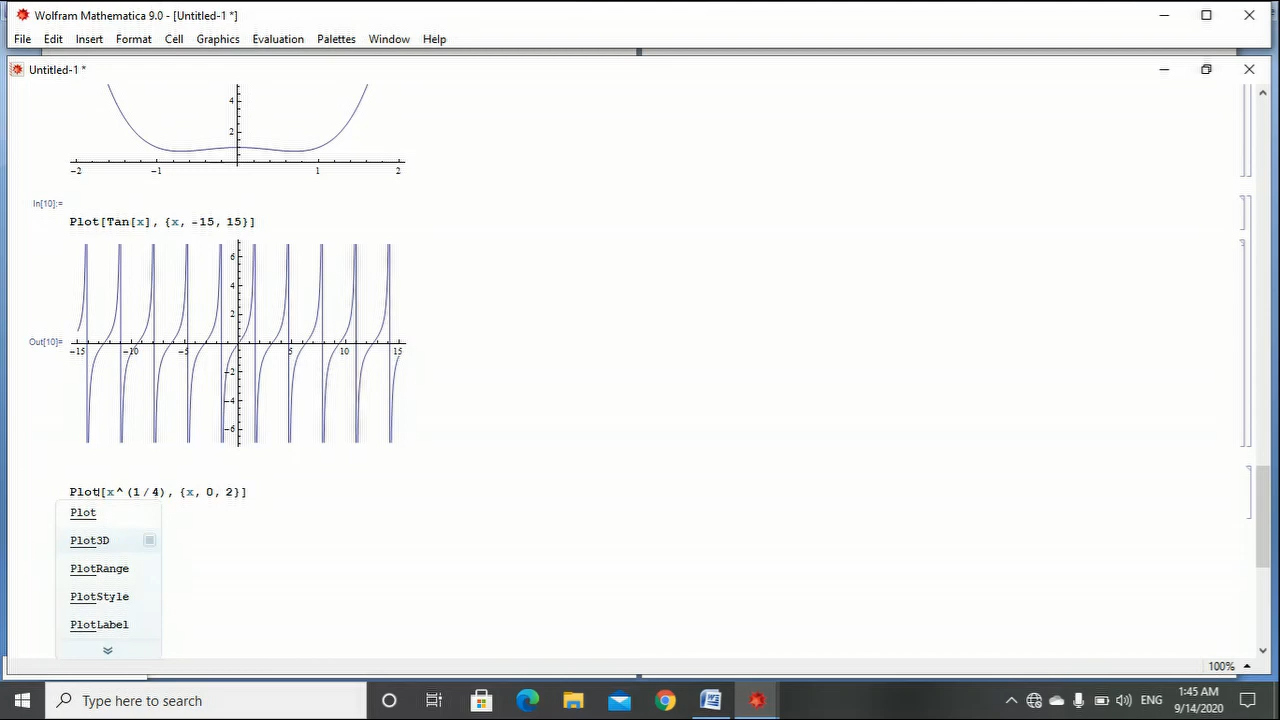 Wolfram Mathematica 9.0 - [Untitled-1 *]
File Edit Insert Format Cell Graphics Evaluation Palettes Window Help
Untitled-1 *
4
2
-2 -1 1 2
In[10]:=
Plot[Tan[x], {x, -15, 15}]
6
4
2
Out[10]=
-15 -10 -5 5 10 15
-2
-4
-6
Plot[x^(1/4), {x, 0, 2}]
Plot
Plot3D
PlotRange
PlotStyle
PlotLabel
100%
Type here to search
ENG
1:45 AM
9/14/2020